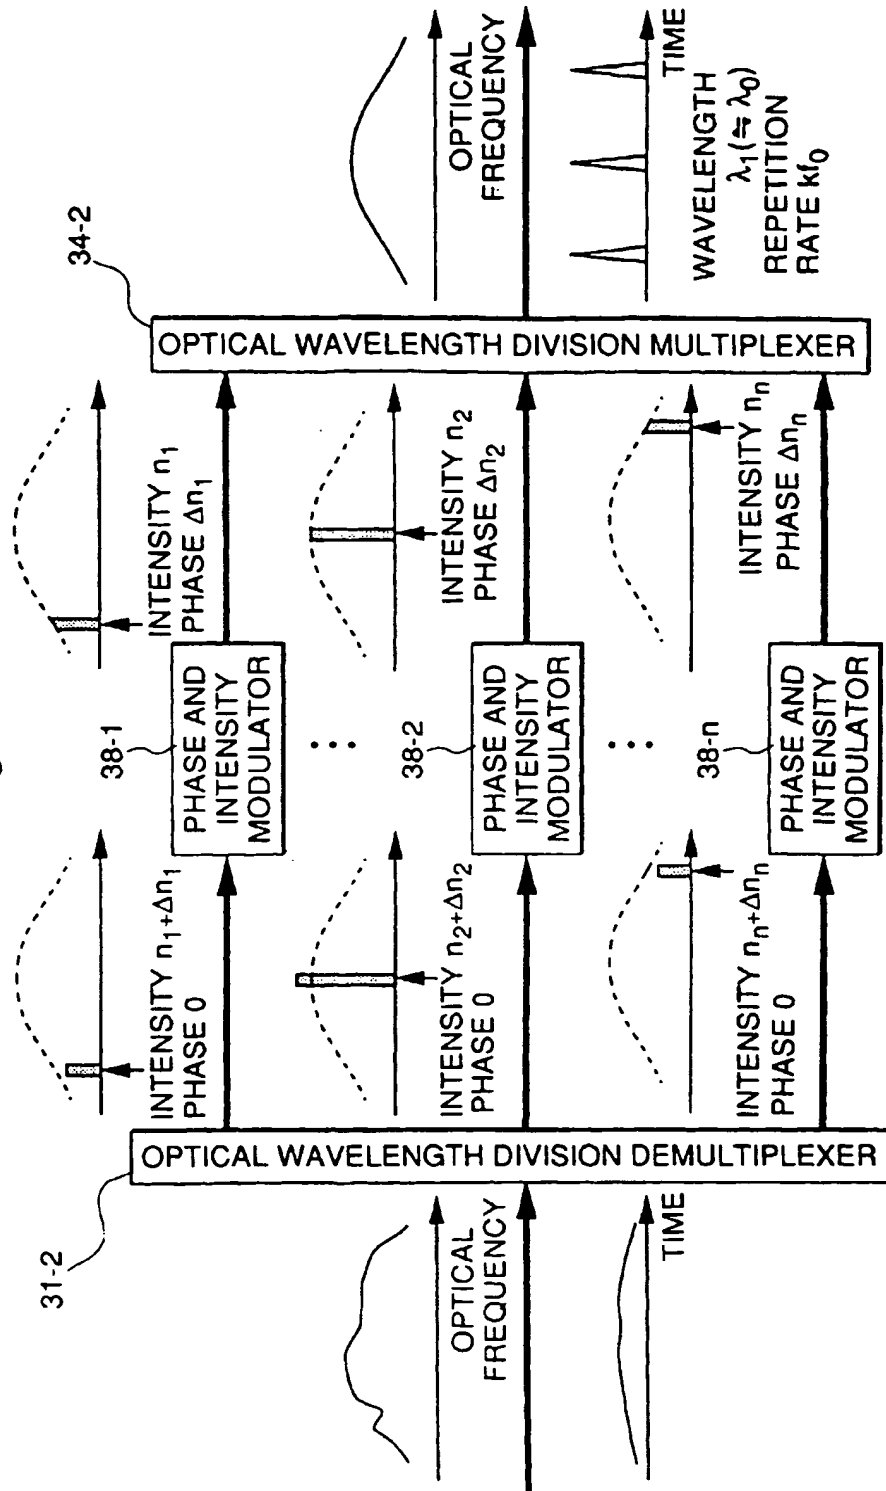 31-2
OPTICAL
FREQUENCY
TIME
OPTICAL WAVELENGTH DIVISION DEMULTIPLEXER
INTENSITY n₁+Δn₁
PHASE 0
INTENSITY n₂+Δn₂
PHASE 0
INTENSITY nₙ+Δnₙ
PHASE 0
38-1
PHASE AND
INTENSITY
MODULATOR
38-2
PHASE AND
INTENSITY
MODULATOR
38-n
PHASE AND
INTENSITY
MODULATOR
INTENSITY n₁
PHASE Δn₁
INTENSITY n₂
PHASE Δn₂
INTENSITY nₙ
PHASE Δnₙ
34-2
OPTICAL WAVELENGTH DIVISION MULTIPLEXER
OPTICAL
FREQUENCY
TIME
WAVELENGTH
λ₁(≒λ₀)
REPETITION
RATE kf₀